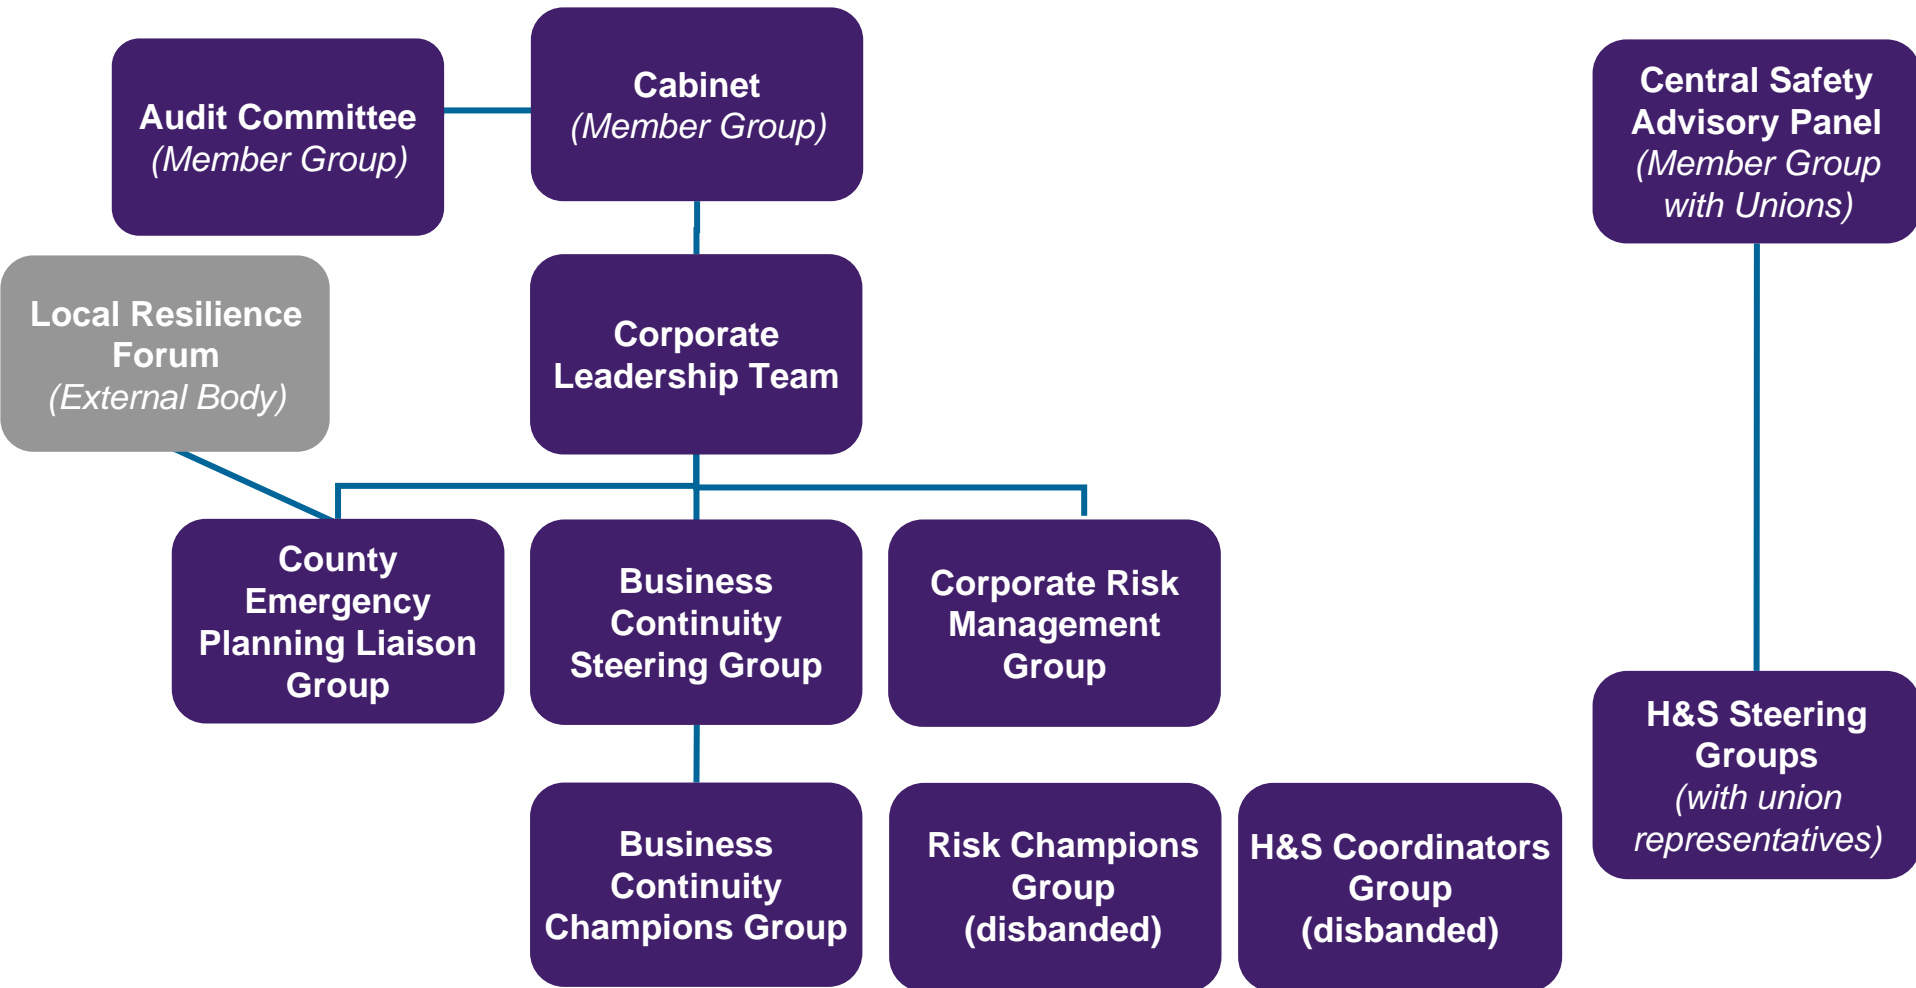 Audit Committee
(Member Group)
Cabinet
(Member Group)
Central Safety
Advisory Panel
(Member Group
with Unions)
Local Resilience
Forum
(External Body)
Corporate
Leadership Team
County
Emergency
Planning Liaison
Group
Business
Continuity
Steering Group
Corporate Risk
Management
Group
H&S Steering
Groups
(with union
representatives)
Business
Continuity
Champions Group
Risk Champions
Group
(disbanded)
H&S Coordinators
Group
(disbanded)